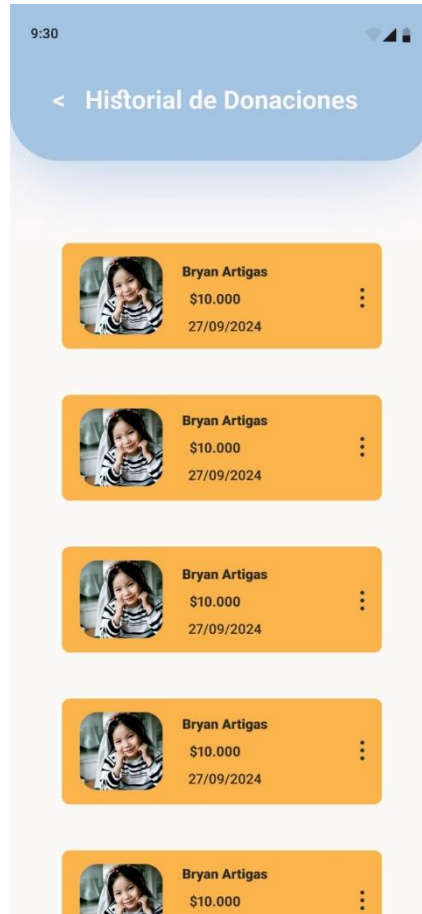 9:30
< Historial de Donaciones
Bryan Artigas
$10.000
27/09/2024
Bryan Artigas
$10.000
27/09/2024
Bryan Artigas
$10.000
27/09/2024
Bryan Artigas
$10.000
27/09/2024
Bryan Artigas
$10.000